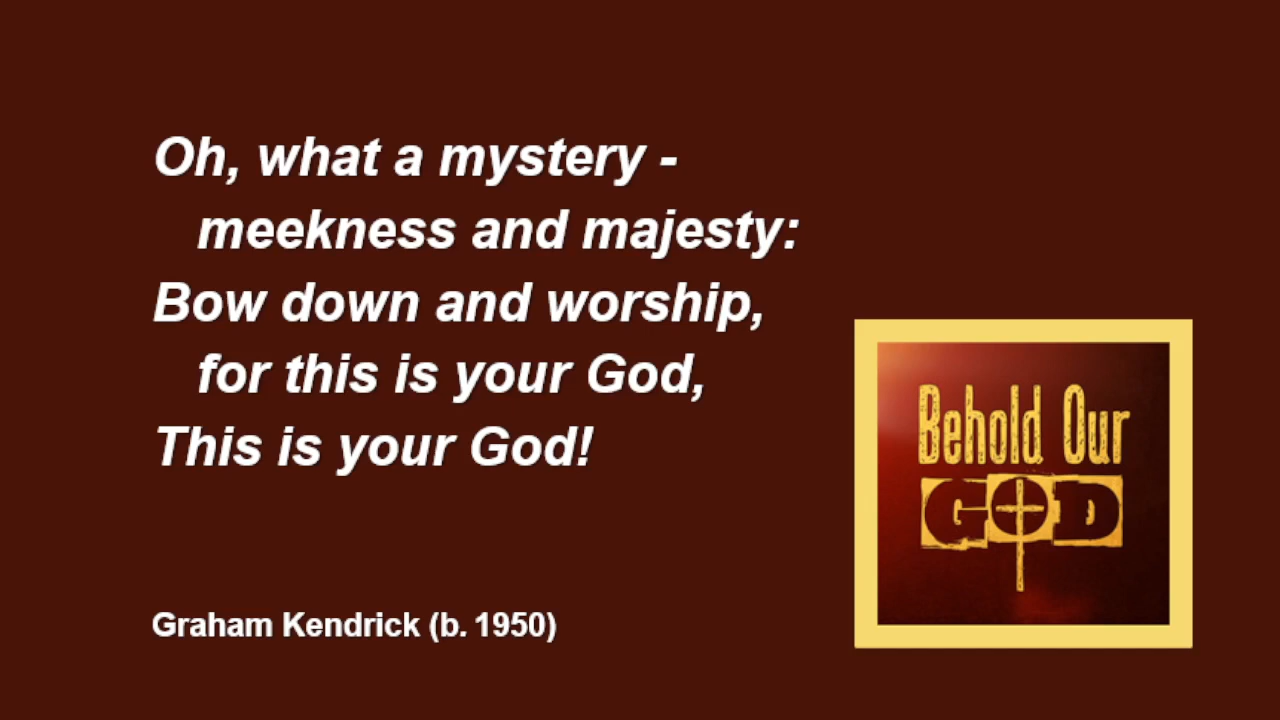 Oh, what a mystery -
meekness and majesty:
Bow down and worship,
for this is your God,
This is your God!
Behold Our
GOD
Graham Kendrick (b. 1950)